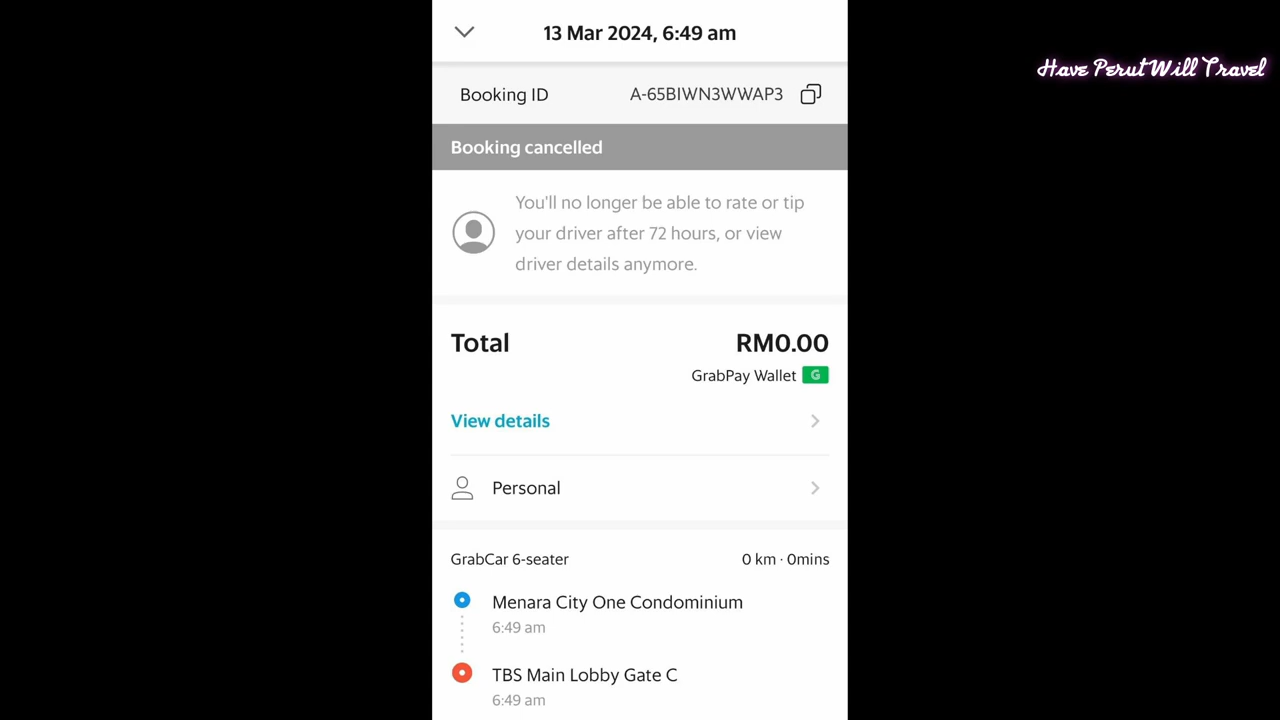 13 Mar 2024, 6:49 am
Have Perut Will Travel
Booking ID A-65BIWN3WWAP3
Booking cancelled
You'll no longer be able to rate or tip
your driver after 72 hours, or view
driver details anymore.
Total RM0.00
GrabPay Wallet G
View details
Personal
GrabCar 6-seater 0 km · 0mins
Menara City One Condominium
6:49 am
TBS Main Lobby Gate C
6:49 am